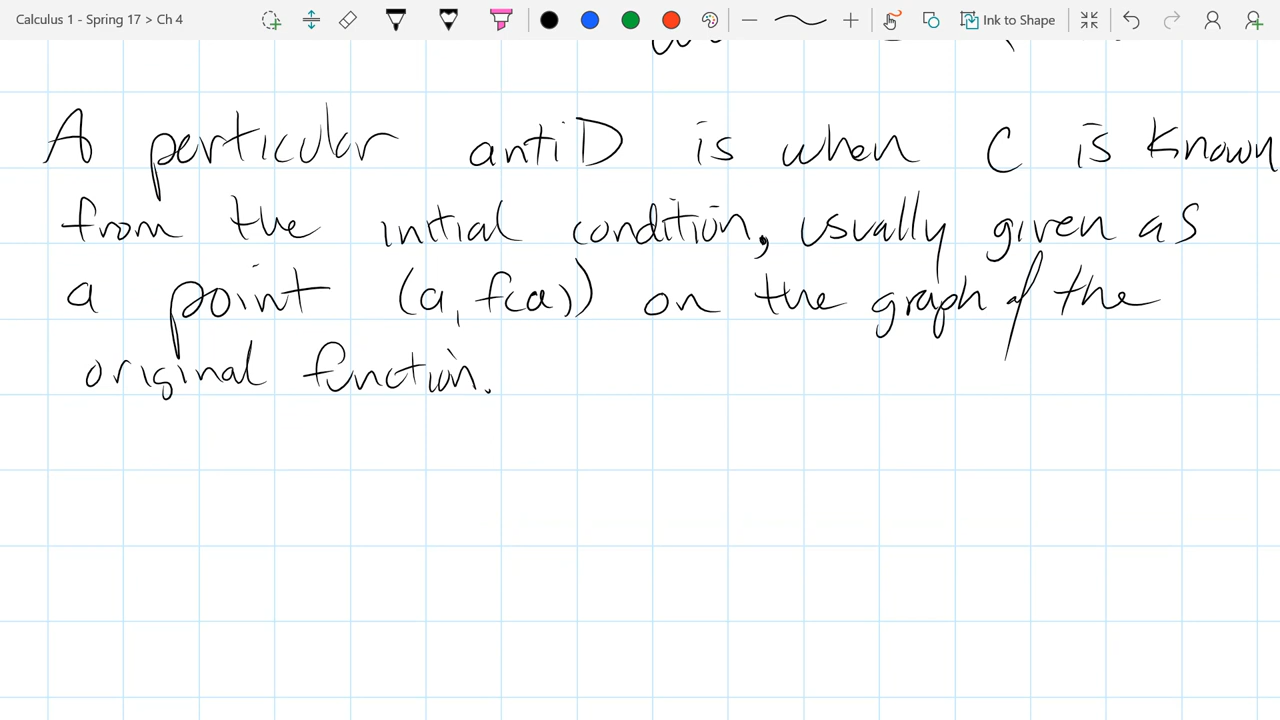 Calculus 1 - Spring 17 > Ch 4
Ink to Shape
A perticular antiD is when C is known
from the initial condition, usually given as
a point (a, f(a)) on the graph of the
original function.